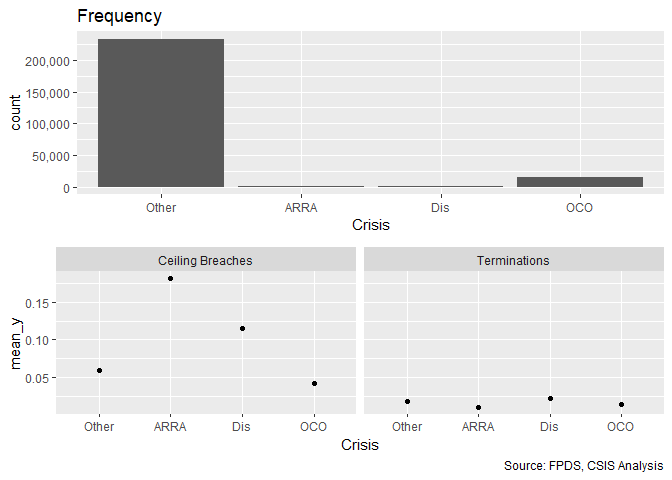 Frequency
count
200,000
150,000
100,000
50,000
0
Other ARRA Dis OCO
Crisis
Ceiling Breaches Terminations
mean_y
0.15
0.10
0.05
Other ARRA Dis OCO Other ARRA Dis OCO
Crisis
Source: FPDS, CSIS Analysis